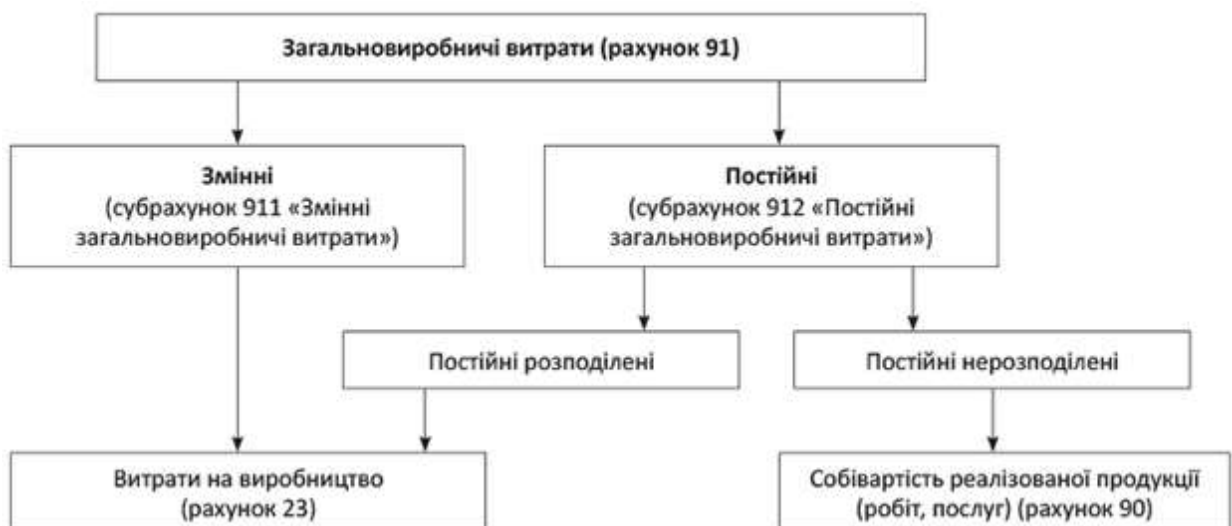 Загальновиробничі витрати (рахунок 91)
Змінні
(субрахунок 911 «Змінні
загальновиробничі витрати»)
Постійні
(субрахунок 912 «Постійні
загальновиробничі витрати»)
Постійні розподілені
Постійні нерозподілені
Витрати на виробництво
(рахунок 23)
Собівартість реалізованої продукції
(робіт, послуг) (рахунок 90)